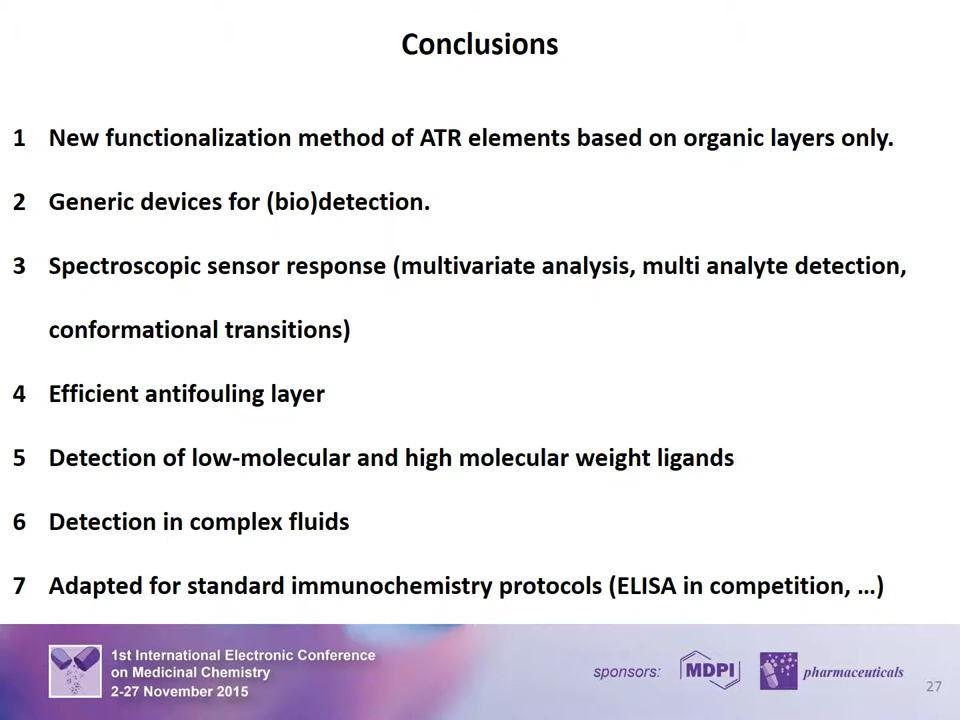 Conclusions
1 New functionalization method of ATR elements based on organic layers only.
2 Generic devices for (bio)detection.
3 Spectroscopic sensor response (multivariate analysis, multi analyte detection,
conformational transitions)
4 Efficient antifouling layer
5 Detection of low-molecular and high molecular weight ligands
6 Detection in complex fluids
7 Adapted for standard immunochemistry protocols (ELISA in competition, …)
1st International Electronic Conference
on Medicinal Chemistry
2-27 November 2015
sponsors: MDPI pharmaceuticals
27